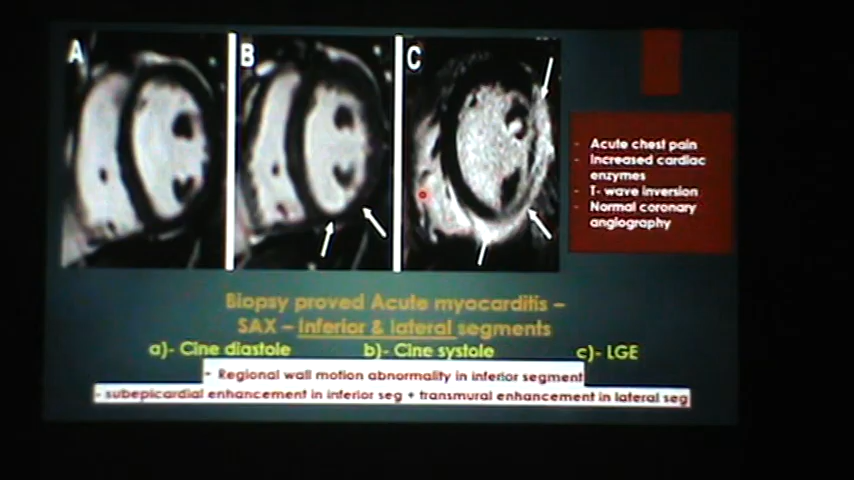 A
B
C
- Acute chest pain
- Increased cardiac
enzymes
- T- wave inversion
- Normal coronary
angiography
Biopsy proved Acute myocarditis –
SAX – Inferior & lateral segments
a)- Cine diastole b)- Cine systole c)- LGE
- Regional wall motion abnormality in inferior segment
- subepicardial enhancement in inferior seg + transmural enhancement in lateral seg